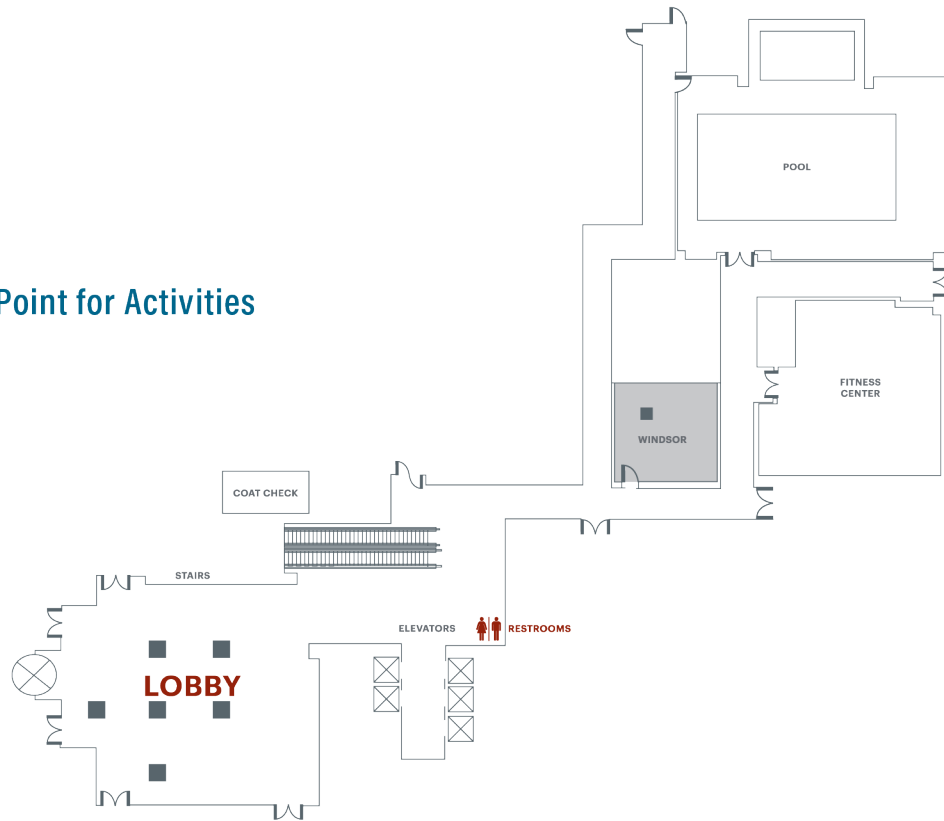 POOL
Point for Activities
FITNESS
CENTER
WINDSOR
COAT CHECK
STAIRS
ELEVATORS
RESTROOMS
LOBBY